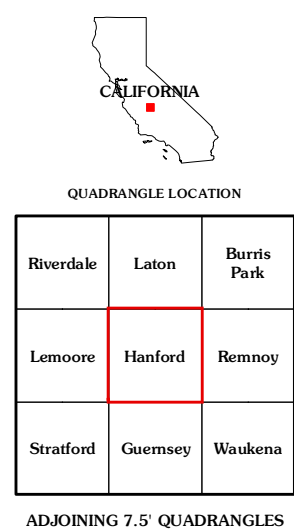 CALIFORNIA
QUADRANGLE LOCATION
Riverdale
Laton
Burris
Park
Lemoore
Hanford
Remnoy
Stratford
Guernsey
Waukena
ADJOINING 7.5' QUADRANGLES